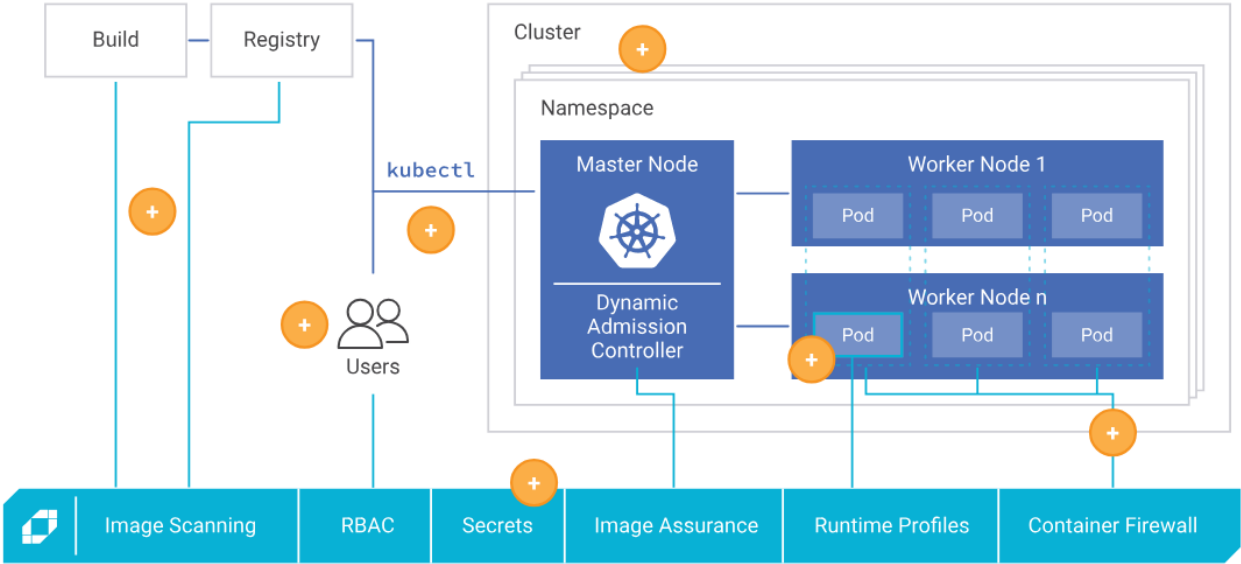 Build
Registry
Cluster
+
Namespace
kubectl
Master Node
Worker Node 1
Pod
Pod
Pod
+
+
Dynamic
Admission
Controller
Worker Node n
Pod
Pod
Pod
+
Users
+
+
+
Image Scanning
RBAC
Secrets
Image Assurance
Runtime Profiles
Container Firewall